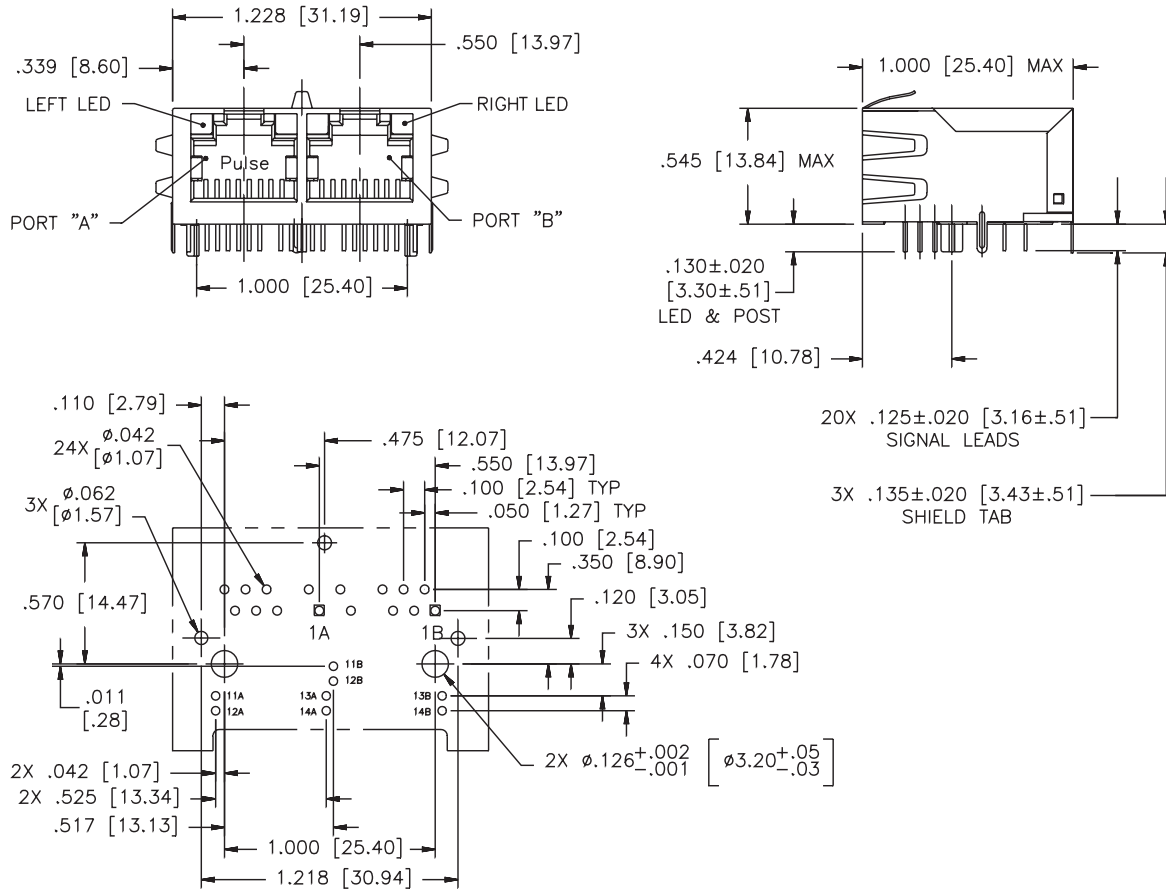 1.228 [31.19]
.550 [13.97]
.339 [8.60]
LEFT LED
RIGHT LED
Pulse
PORT "A"
PORT "B"
1.000 [25.40]
1.000 [25.40] MAX
.545 [13.84] MAX
.130±.020
[3.30±.51]
LED & POST
.424 [10.78]
20X .125±.020 [3.16±.51]
SIGNAL LEADS
3X .135±.020 [3.43±.51]
SHIELD TAB
.110 [2.79]
24X ø.042
[ø1.07]
3X ø.062
[ø1.57]
.475 [12.07]
.550 [13.97]
.100 [2.54] TYP
.050 [1.27] TYP
.100 [2.54]
.350 [8.90]
.570 [14.47]
.120 [3.05]
1A
1B
3X .150 [3.82]
4X .070 [1.78]
11B
12B
11A
12A
13A
14A
13B
14B
.011
[.28]
2X ø.126+.002 -.001 [ø3.20+.05 -.03]
2X .042 [1.07]
2X .525 [13.34]
.517 [13.13]
1.000 [25.40]
1.218 [30.94]